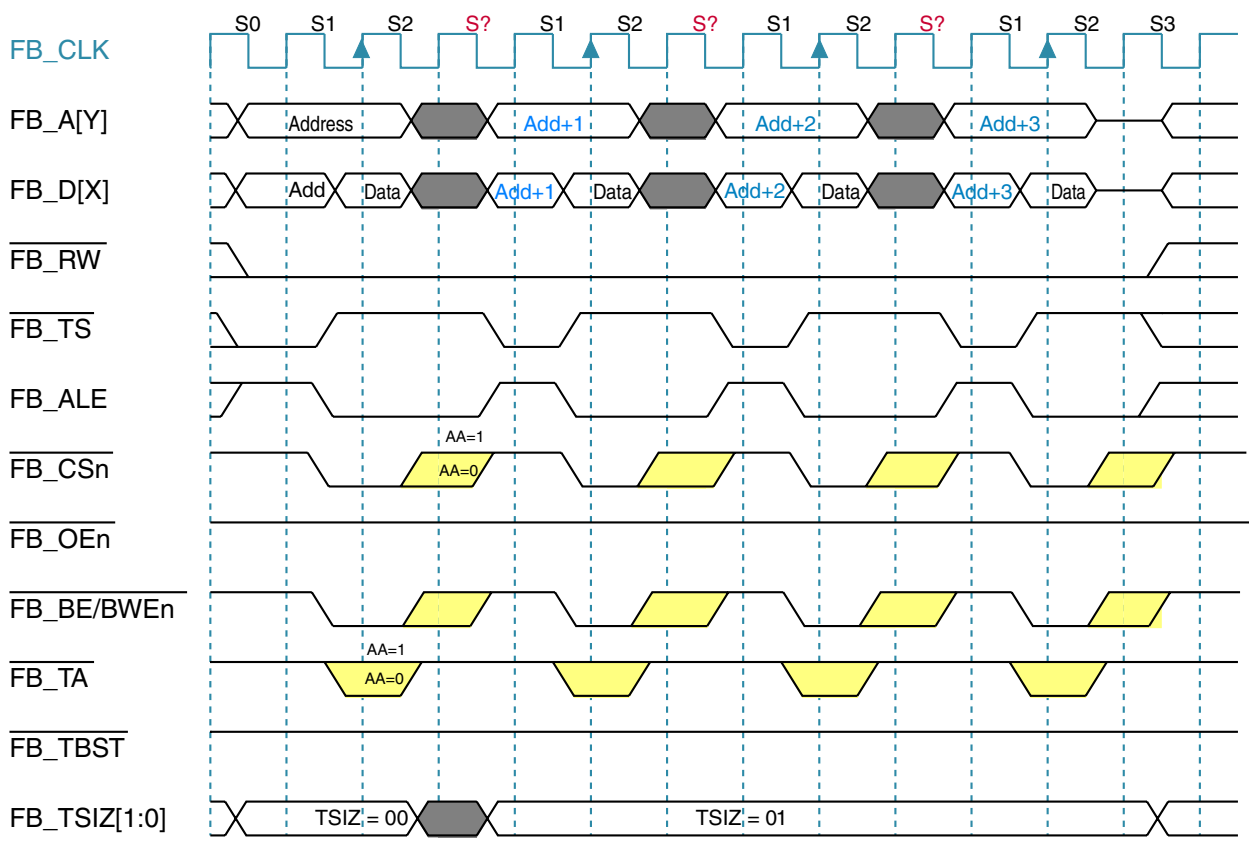 S0 S1 S2 S? S1 S2 S? S1 S2 S? S1 S2 S3
FB_CLK
FB_A[Y] Address Add+1 Add+2 Add+3
FB_D[X] Add Data Add+1 Data Add+2 Data Add+3 Data
FB_RW
FB_TS
FB_ALE
AA=1
FB_CSn AA=0
FB_OEn
FB_BE/BWEn
AA=1
FB_TA AA=0
FB_TBST
FB_TSIZ[1:0] TSIZ = 00 TSIZ = 01